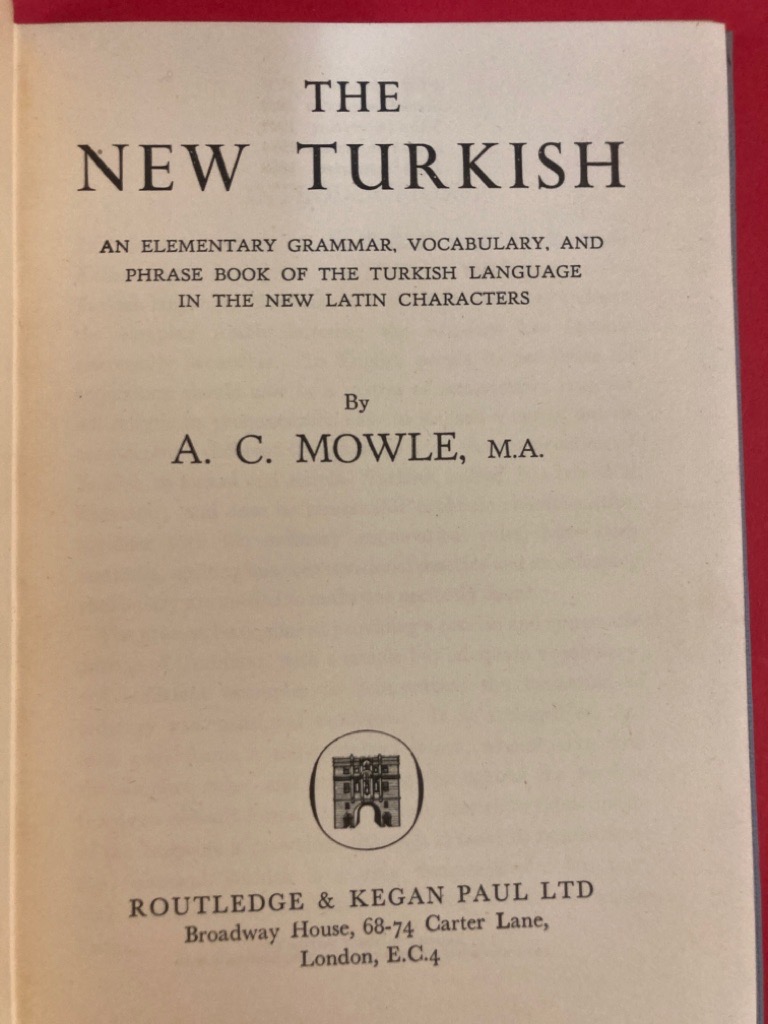 THE
NEW TURKISH
AN ELEMENTARY GRAMMAR, VOCABULARY, AND
PHRASE BOOK OF THE TURKISH LANGUAGE
IN THE NEW LATIN CHARACTERS
By
A. C. MOWLE, M.A.
ROUTLEDGE & KEGAN PAUL LTD
Broadway House, 68-74 Carter Lane,
London, E.C.4